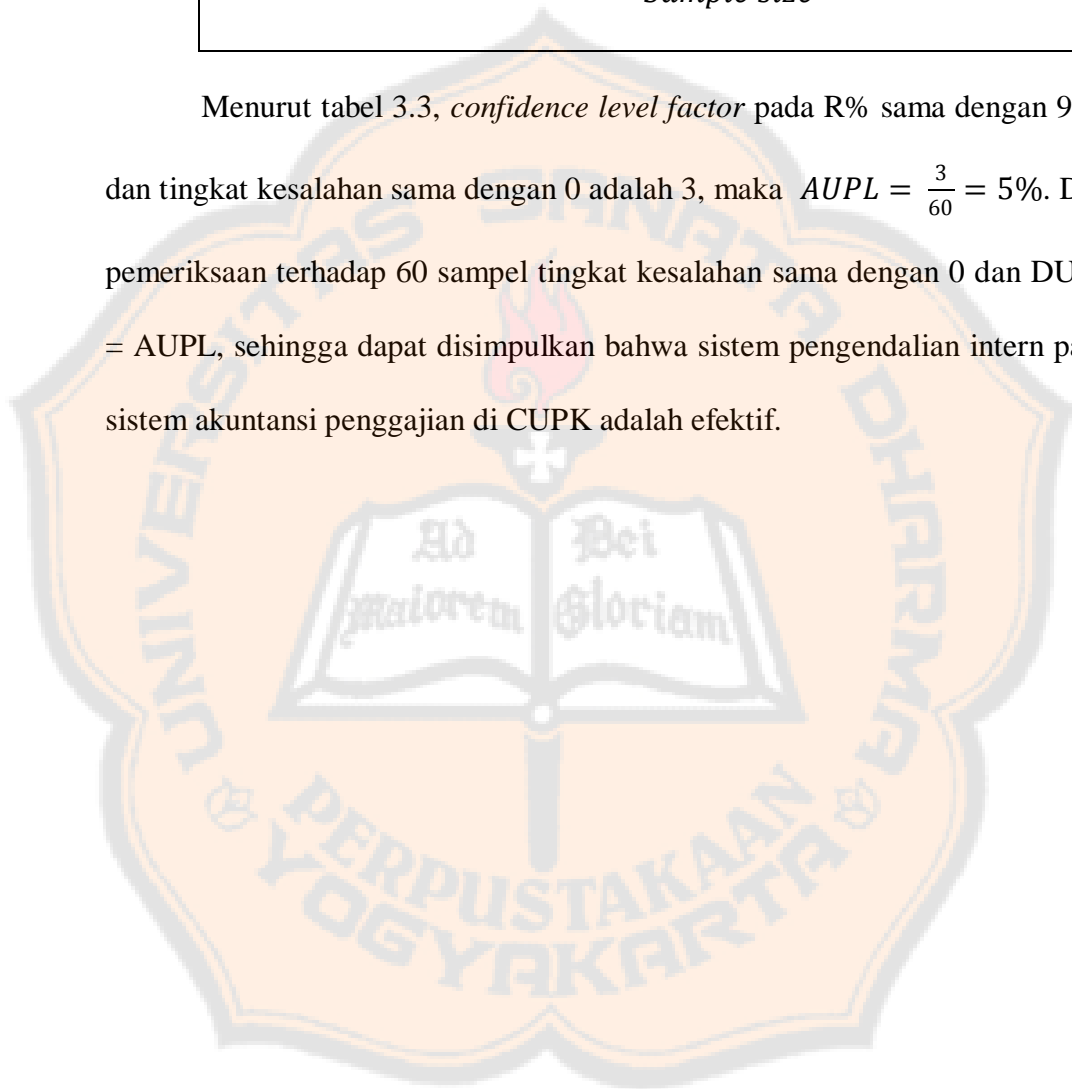 Menurut tabel 3.3, confidence level factor pada R% sama dengan 9
dan tingkat kesalahan sama dengan 0 adalah 3, maka AUPL = 3/60 = 5%. D
pemeriksaan terhadap 60 sampel tingkat kesalahan sama dengan 0 dan DU
= AUPL, sehingga dapat disimpulkan bahwa sistem pengendalian intern pa
sistem akuntansi penggajian di CUPK adalah efektif.
UNIVERSITAS SANATA DHARMA
Ad Dei
Maiorem Gloriam
PERPUSTAKAAN
YOGYAKARTA